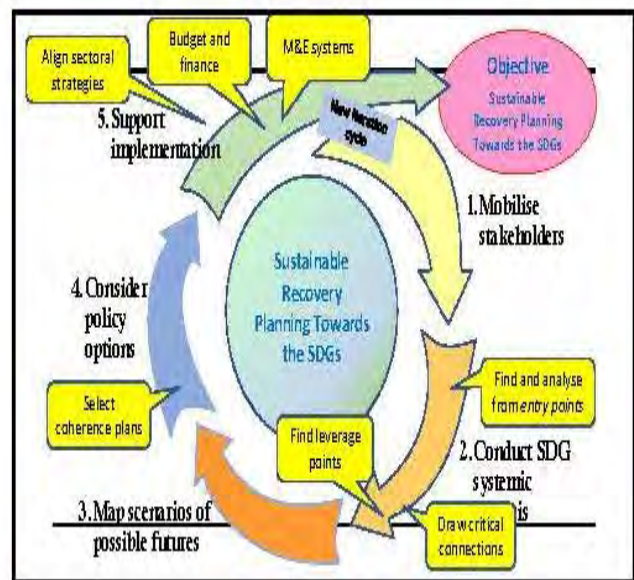 Budget and
finance
M&E systems
Align sectoral
strategies
Objective
Sustainable
Recovery Planning
Towards the SDGs
5. Support
implementation
New iteration
cycle
1. Mobilise
stakeholders
Sustainable
Recovery
Planning Towards
the SDGs
4. Consider
policy
options
Select
coherence plans
Find and analyse
from entry points
Find leverage
points
2. Conduct SDG
systemic
is
Draw critical
connections
3. Map scenarios of
possible futures